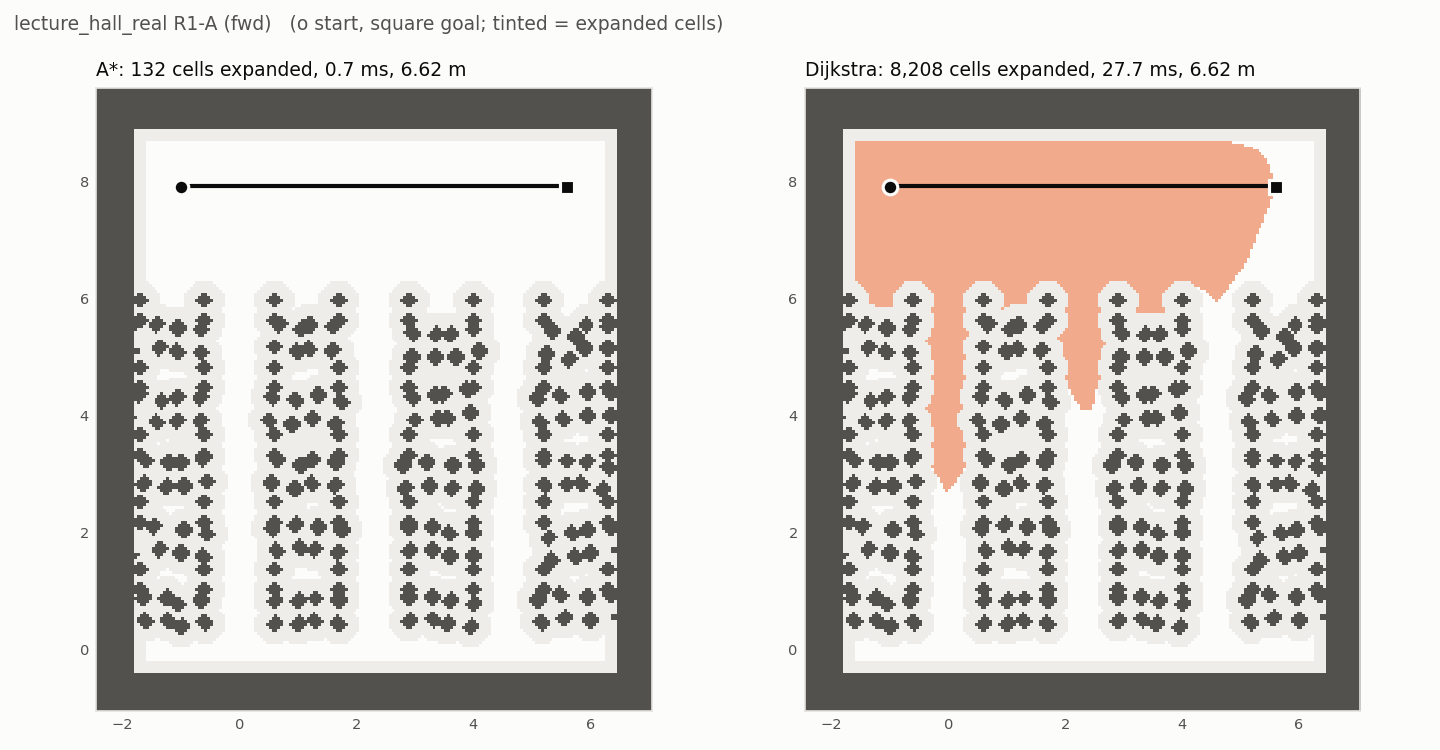 lecture_hall_real R1-A (fwd)   (o start, square goal; tinted = expanded cells)
A*: 132 cells expanded, 0.7 ms, 6.62 m
Dijkstra: 8,208 cells expanded, 27.7 ms, 6.62 m
8
6
4
2
0
−2 0 2 4 6
8
6
4
2
0
−2 0 2 4 6